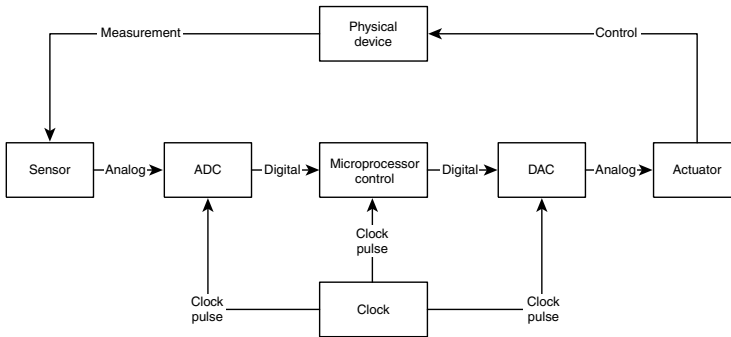 Physical
device
Measurement
Control
Sensor
Analog
ADC
Digital
Microprocessor
control
Digital
DAC
Analog
Actuator
Clock
pulse
Clock
pulse
Clock
Clock
pulse